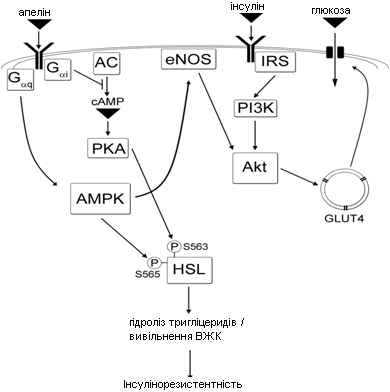 апелін
інсулін
глюкоза
Gαq
Gαi
AC
eNOS
IRS
cAMP
PI3K
PKA
Akt
AMPK
GLUT4
P S563
P
S565
HSL
гідроліз тригліцеридів /
вивільнення ВЖК
Інсулінорезистентність